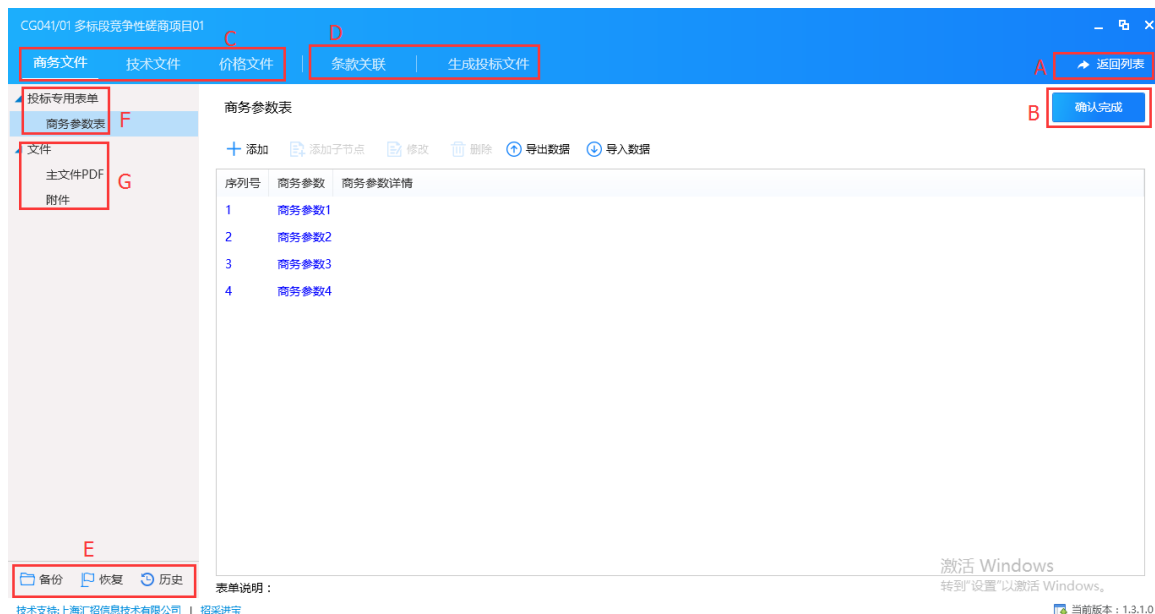 CG041/01 多标段竞争性磋商项目01
C
D
商务文件 技术文件 价格文件 条款关联 生成投标文件
A 返回列表
投标专用表单
商务参数表 F
文件
主文件PDF
G
附件
商务参数表
B 确认完成
添加 添加子节点 修改 删除 导出数据 导入数据
序列号 商务参数 商务参数详情
1 商务参数1
2 商务参数2
3 商务参数3
4 商务参数4
E
备份 恢复 历史
表单说明：
激活 Windows
转到"设置"以激活 Windows。
技术支持:上海汇招信息技术有限公司 | 招采进宝
当前版本：1.3.1.0